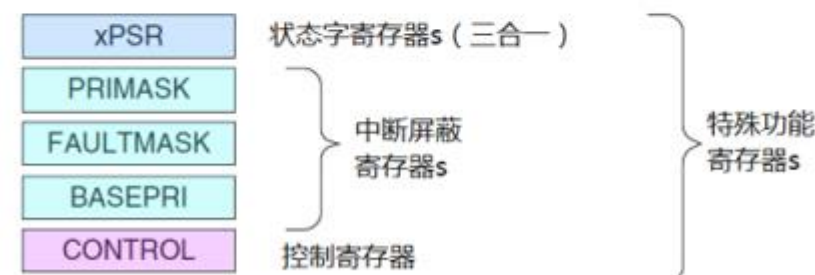 xPSR 状态字寄存器s（三合一）
PRIMASK
FAULTMASK
BASEPRI
中断屏蔽
寄存器s
CONTROL 控制寄存器
特殊功能
寄存器s